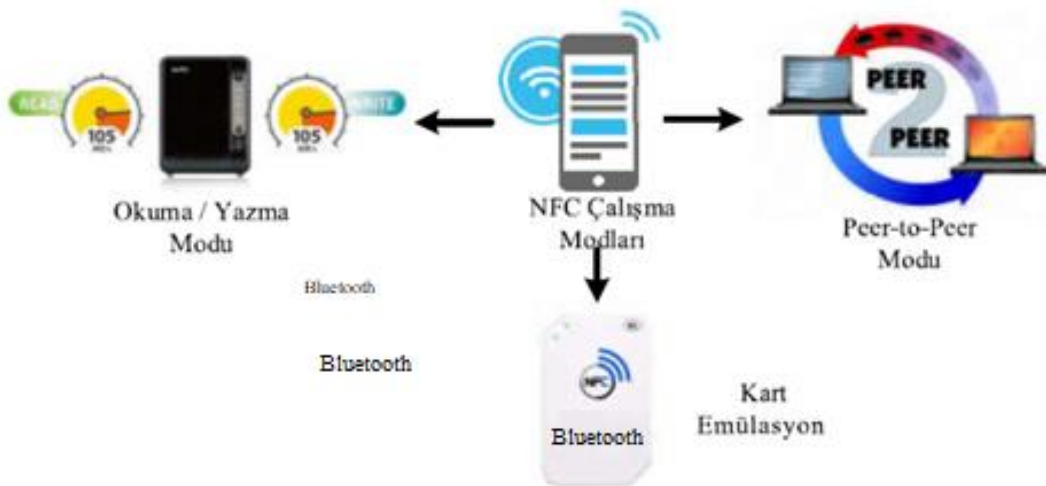 READ
WRITE
105
105
PEER
2
PEER
Okuma / Yazma
Modu
NFC Çalışma
Modları
Peer-to-Peer
Modu
Bluetooth
Bluetooth
NFC
Bluetooth
Kart
Emülasyon